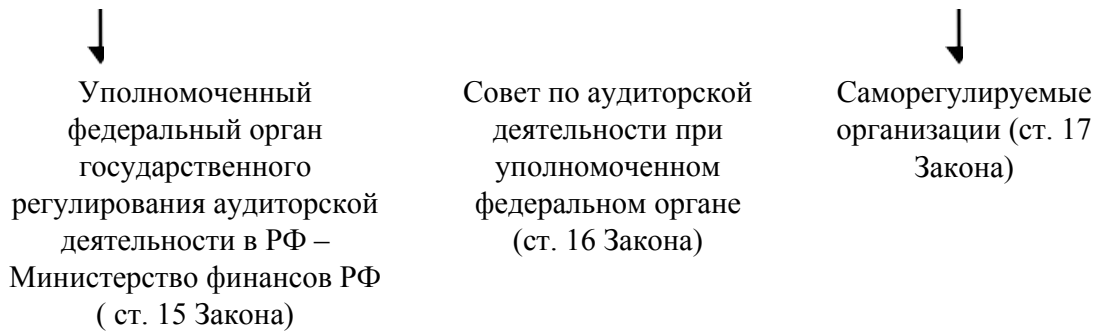 Уполномоченный
федеральный орган
государственного
регулирования аудиторской
деятельности в РФ –
Министерство финансов РФ
( ст. 15 Закона)
Совет по аудиторской
деятельности при
уполномоченном
федеральном органе
(ст. 16 Закона)
Саморегулируемые
организации (ст. 17
Закона)